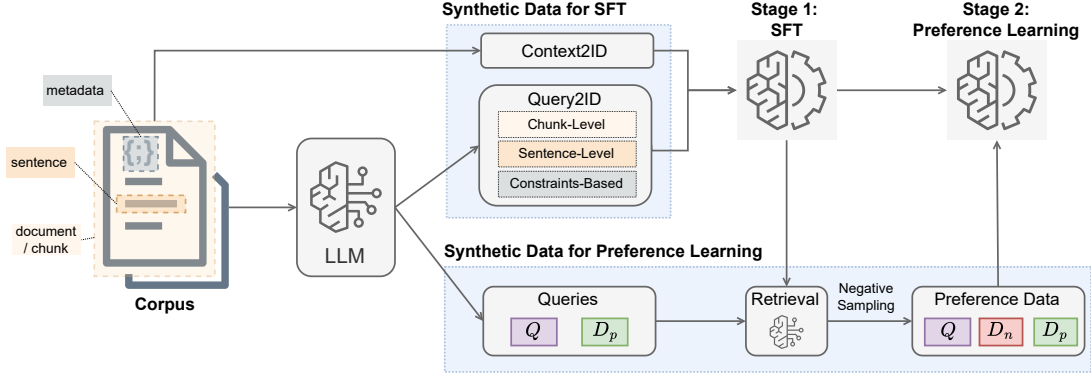 Synthetic Data for SFT
Stage 1:
SFT
Stage 2:
Preference Learning
Context2ID
metadata
{;}
Query2ID
Chunk-Level
Sentence-Level
Constraints-Based
sentence
document
/ chunk
LLM
Corpus
Synthetic Data for Preference Learning
Queries
Q
D_p
Retrieval
Negative
Sampling
Preference Data
Q
D_n
D_p